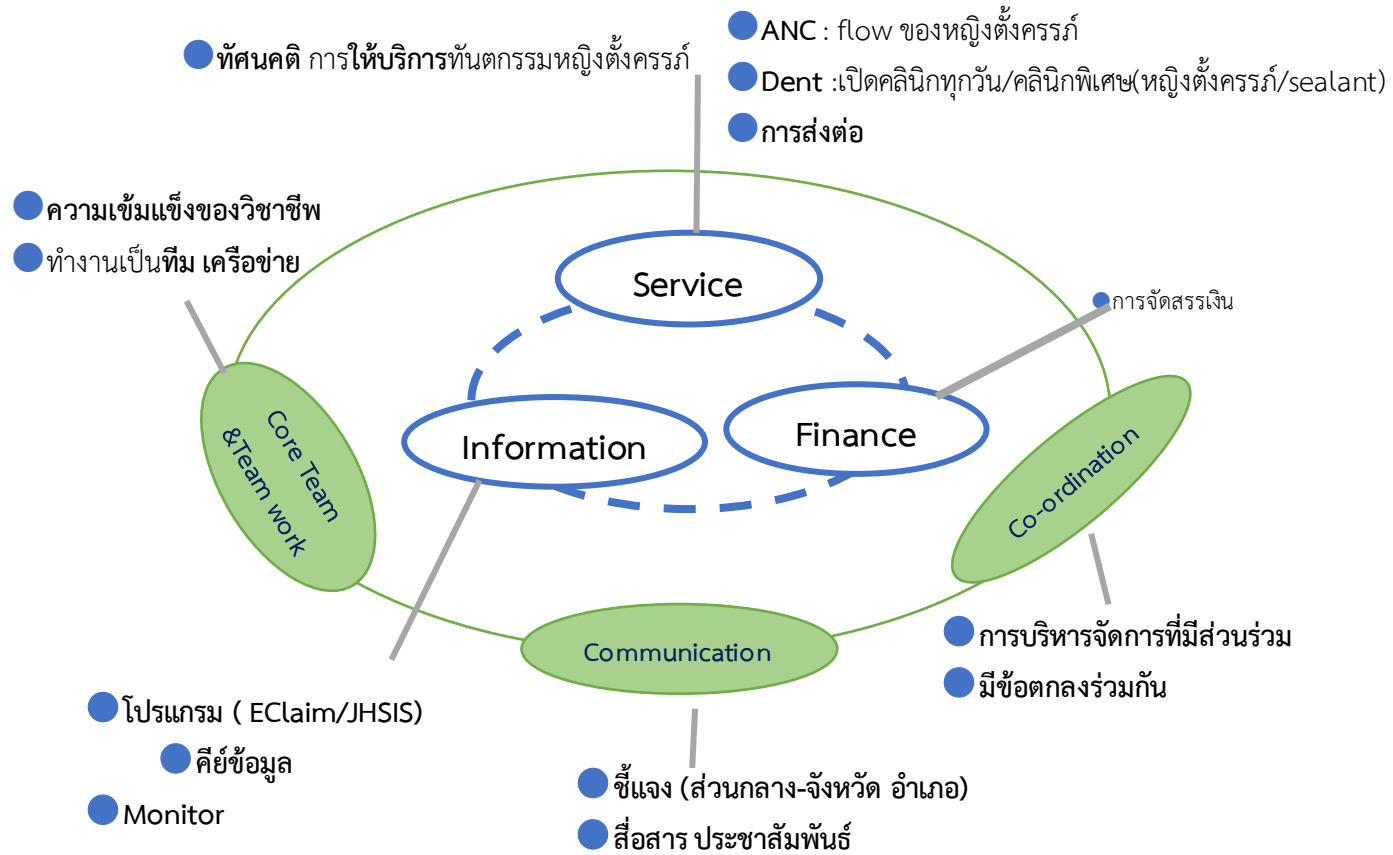 ทัศนคติ การให้บริการทันตกรรมหญิงตั้งครรภ์
ANC : flow ของหญิงตั้งครรภ์
Dent :เปิดคลินิกทุกวัน/คลินิกพิเศษ(หญิงตั้งครรภ์/sealant)
การส่งต่อ
ความเข้มแข็งของวิชาชีพ
ทำงานเป็นทีม เครือข่าย
Service
การจัดสรรเงิน
Information
Finance
Core Team
&Team work
Co-ordination
Communication
การบริหารจัดการที่มีส่วนร่วม
มีข้อตกลงร่วมกัน
โปรแกรม ( EClaim/JHSIS)
คีย์ข้อมูล
Monitor
ชี้แจง (ส่วนกลาง-จังหวัด อำเภอ)
สื่อสาร ประชาสัมพันธ์